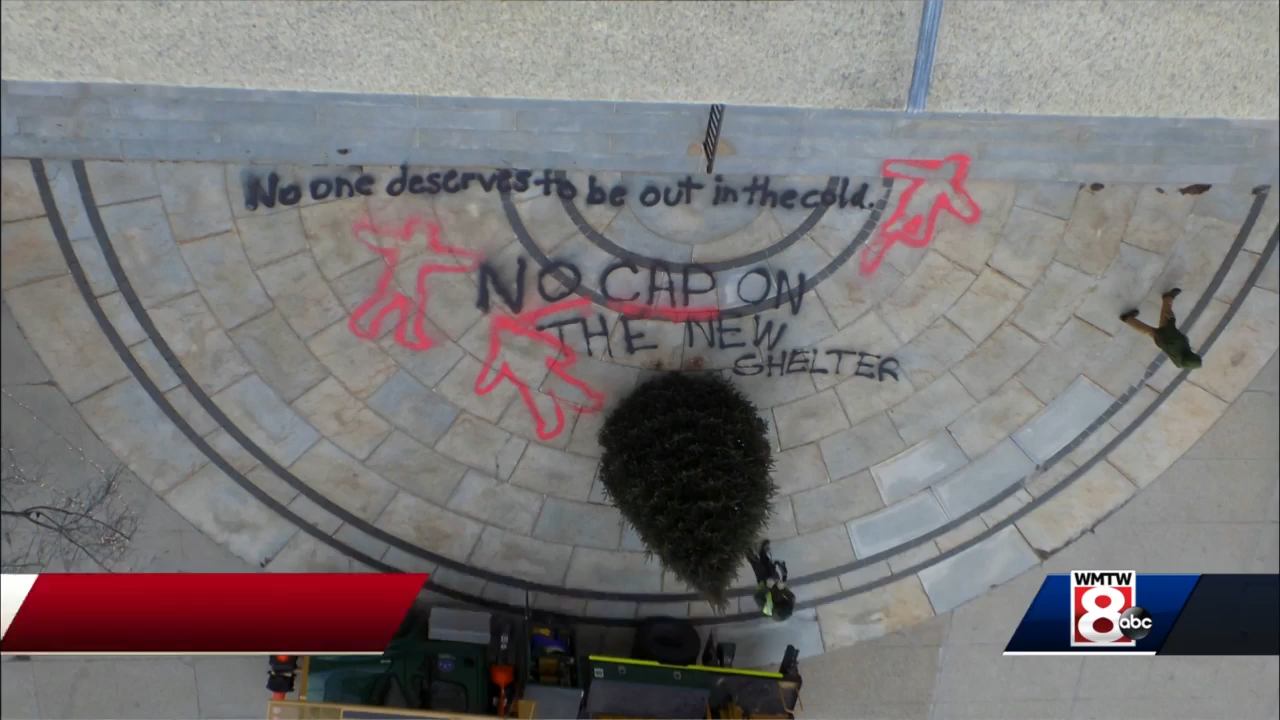 No one deserves to be out in the cold.
NO CAP ON
THE NEW
SHELTER
WMTW
8
abc